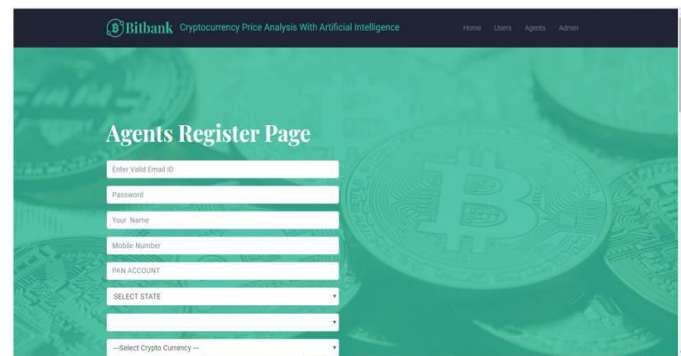 Bitbank Cryptocurrency Price Analysis With Artificial Intelligence Home Users Agents Admin
Agents Register Page
Enter Valid Email ID
Password
Your Name
Mobile Number
PAN ACCOUNT
SELECT STATE
---Select Crypto Currency ---